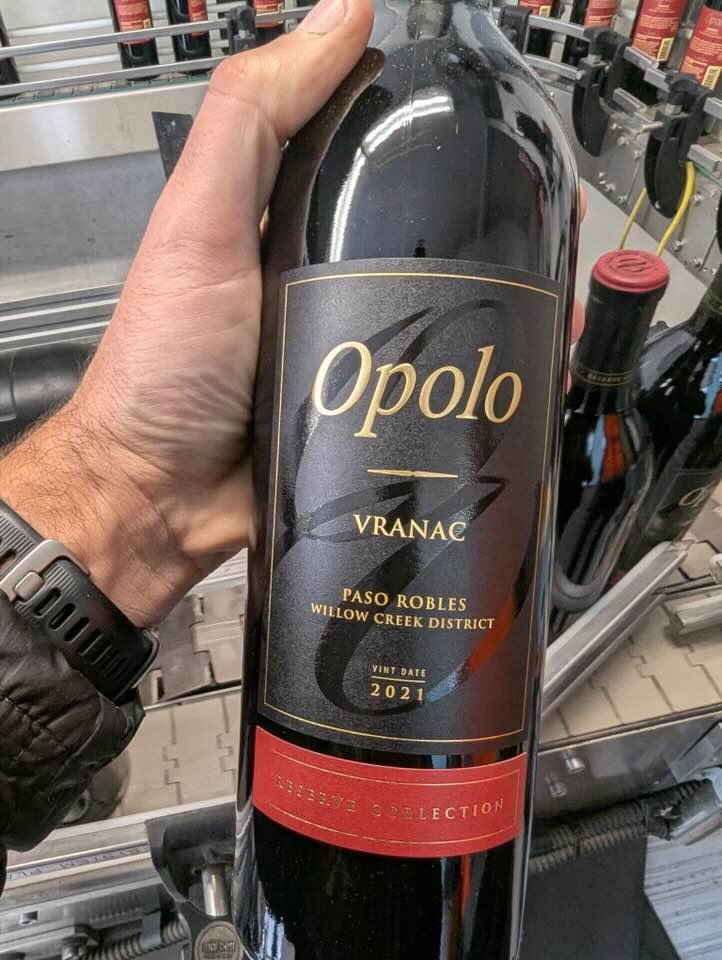 Opolo
VRANAC
PASO ROBLES
WILLOW CREEK DISTRICT
VINT DATE
2021
RESERVE COLLECTION